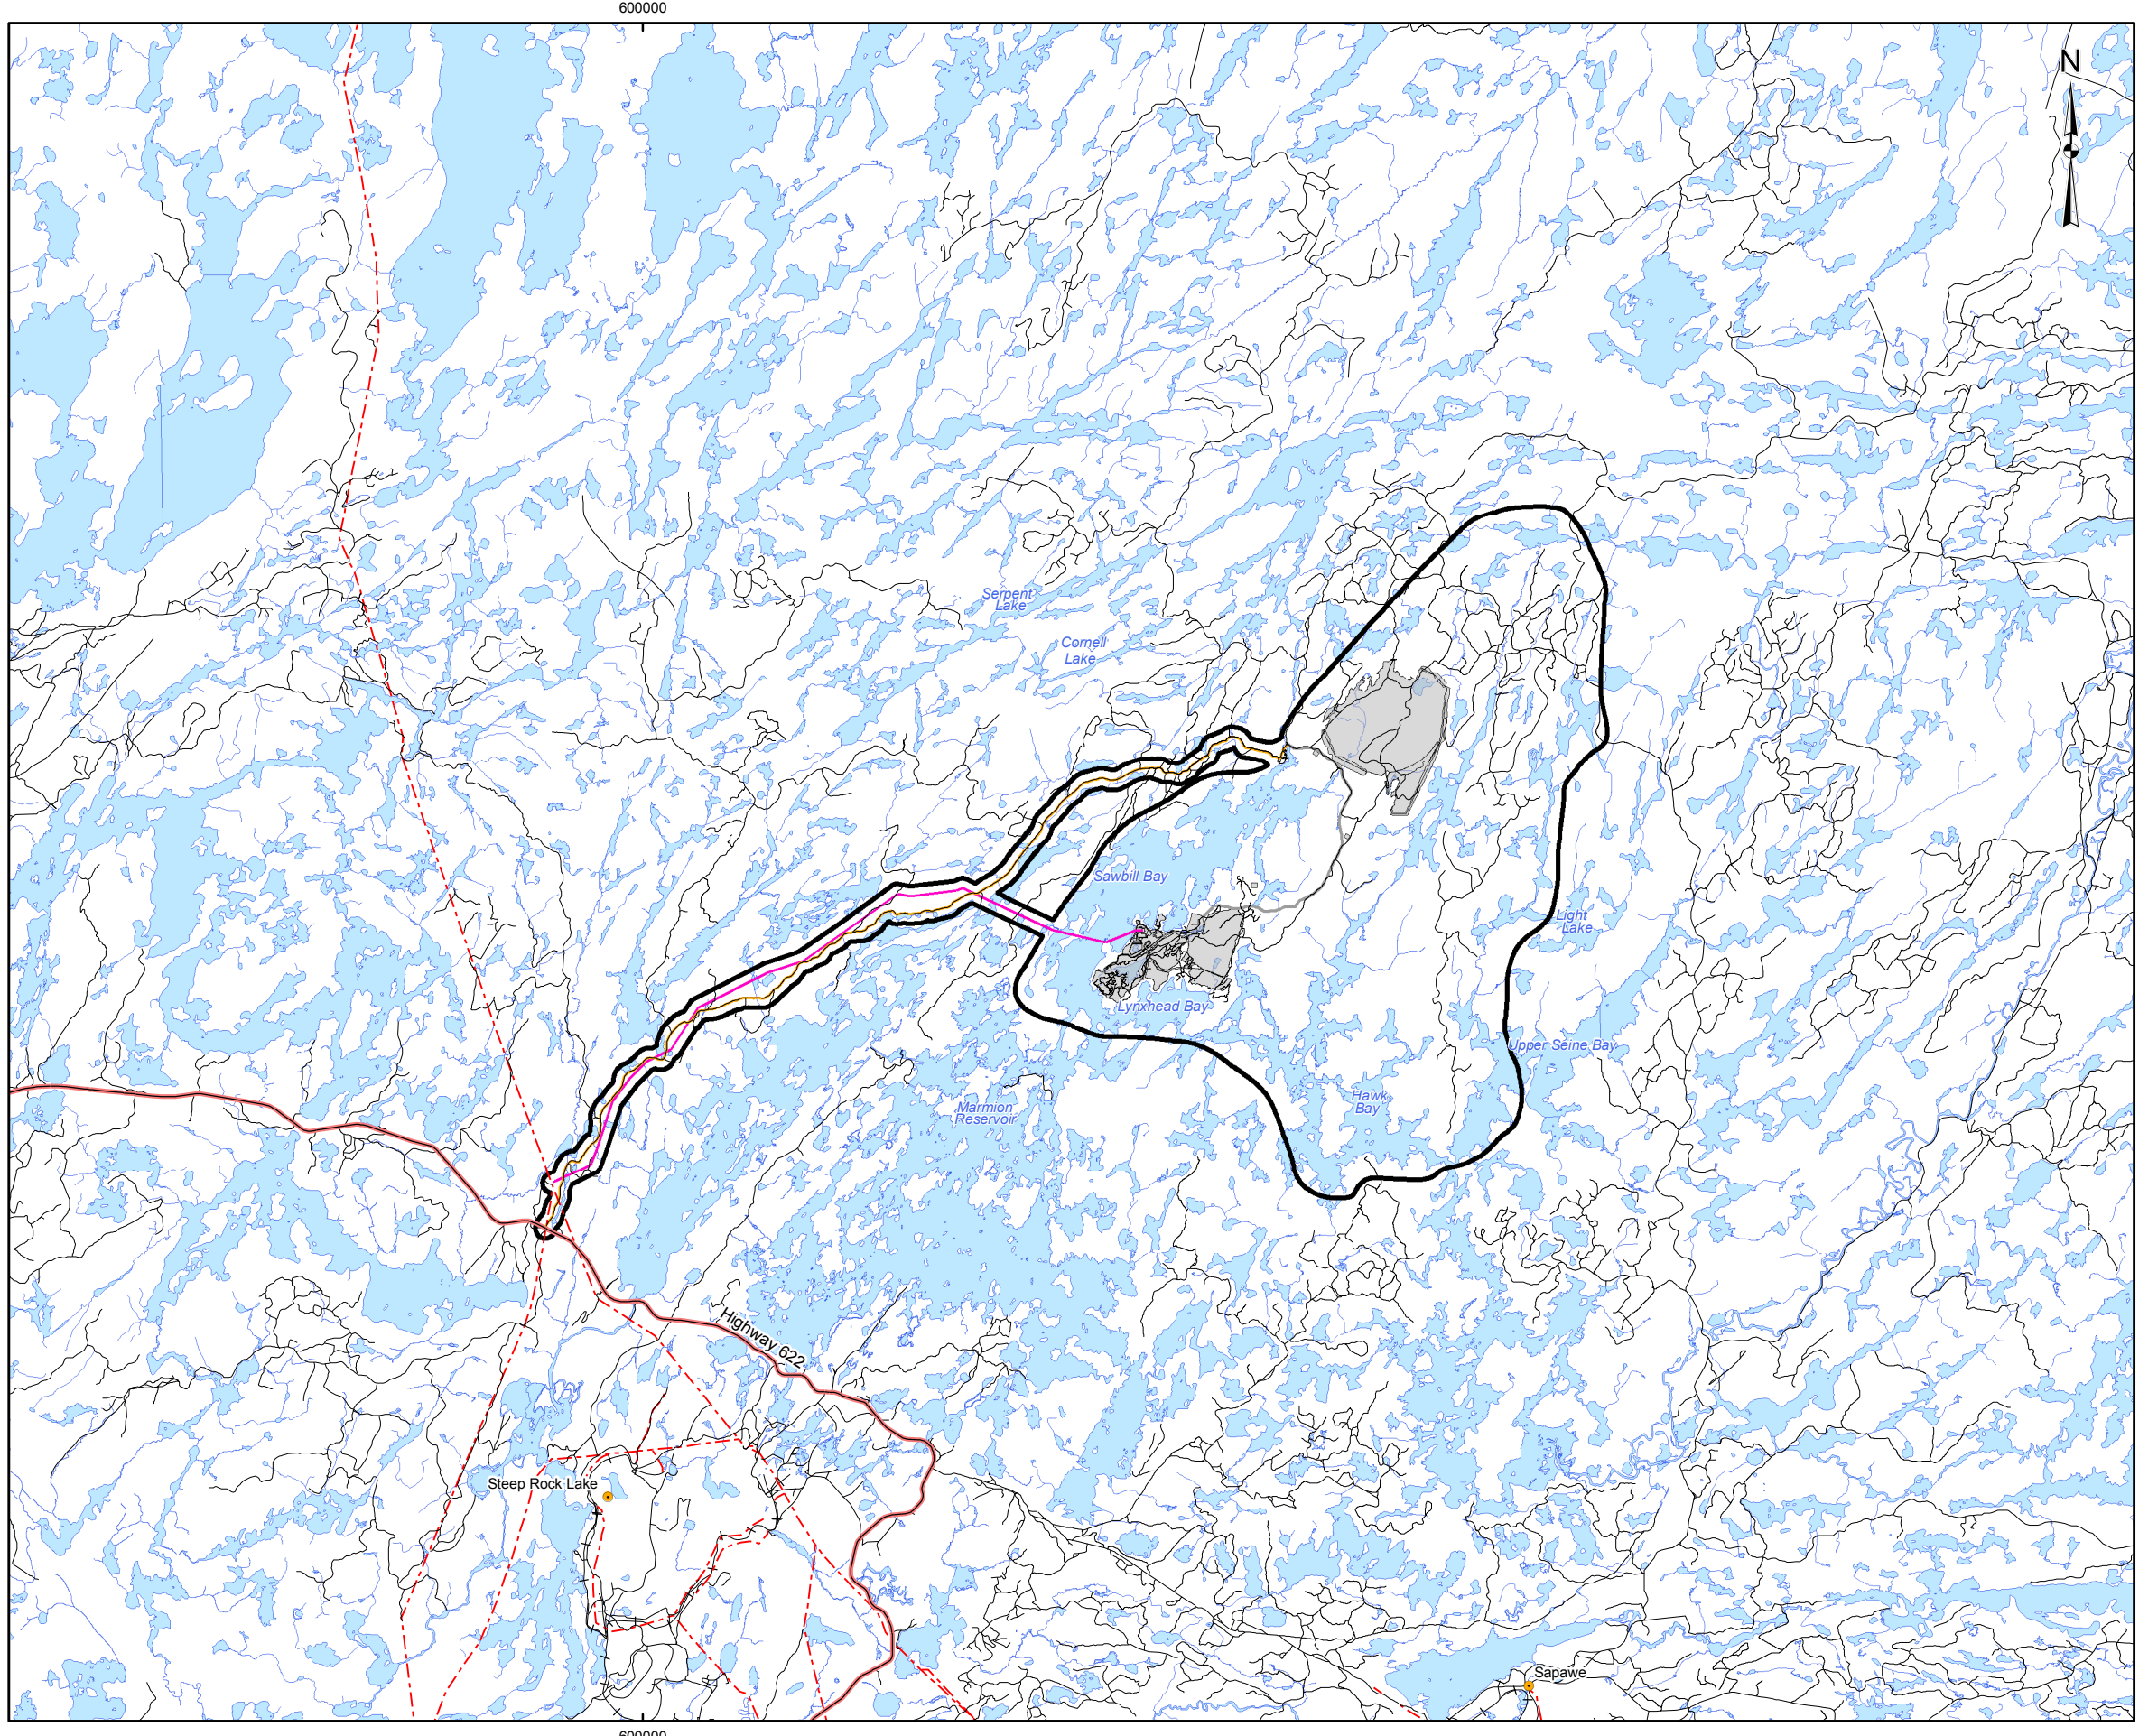 600000
N
Serpent
Lake
Cornell
Lake
Sawbill Bay
Light
Lake
Lynxhead Bay
Upper Seine Bay
Hawk
Bay
Marmion
Reservoir
Highway 622
Steep Rock Lake
Sapawe
600000